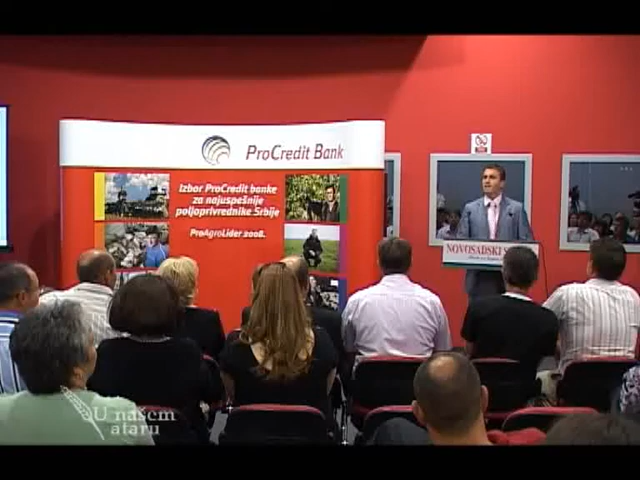 ProCredit Bank
Izbor ProCredit banke
za najuspešnije
poljoprivrednike Srbije
ProAgroLider 2008.
NOVOSADSKI
U našem
ataru